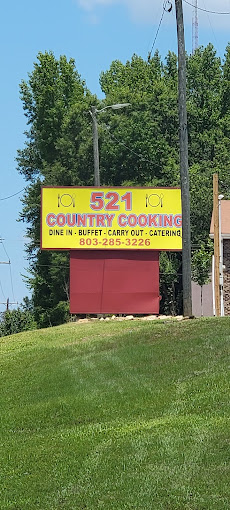 521
COUNTRY COOKING
DINE IN - BUFFET - CARRY OUT - CATERING
803-285-3226